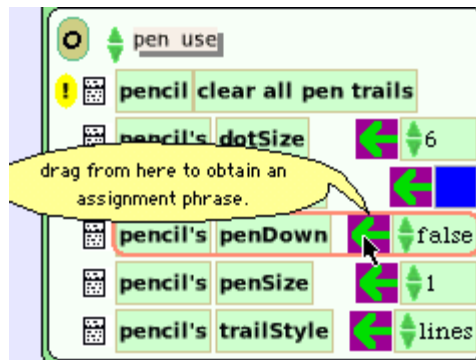 pen use
! pencil clear all pen trails
pencil's dotSize 6
drag from here to obtain an
assignment phrase.
pencil's penDown false
pencil's penSize 1
pencil's trailStyle lines